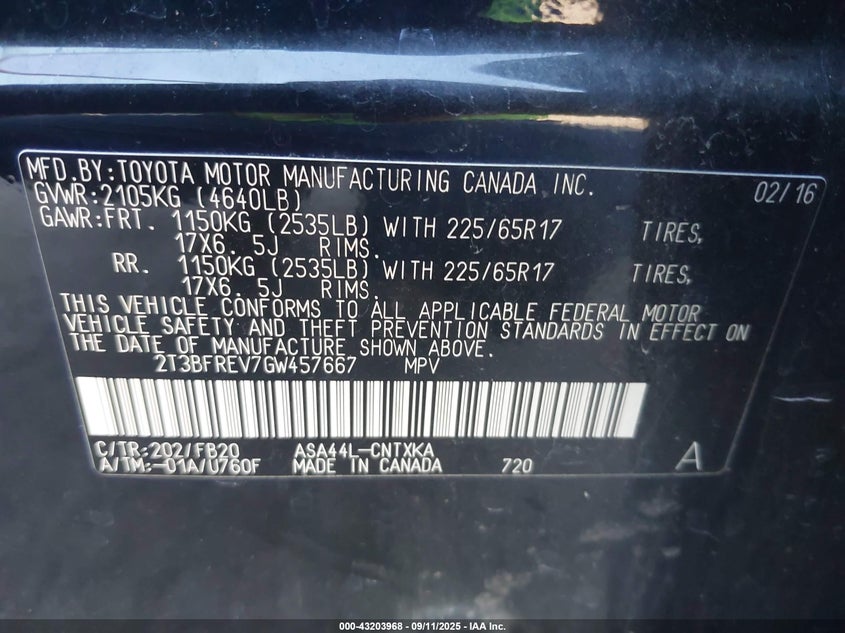 MFD.BY:TOYOTA MOTOR MANUFACTURING CANADA INC. 02/16
GVWR:2105KG (4640LB)
GAWR:FRT. 1150KG (2535LB) WITH 225/65R17 TIRES,
17X6. 5J RIMS.
RR. 1150KG (2535LB) WITH 225/65R17 TIRES,
17X6. 5J RIMS.
THIS VEHICLE CONFORMS TO ALL APPLICABLE FEDERAL MOTOR
VEHICLE SAFETY AND THEFT PREVENTION STANDARDS IN EFFECT ON
THE DATE OF MANUFACTURE SHOWN ABOVE.
2T3BFREV7GW457667 MPV
C/TR:202/FB20 ASA44L-CNTXKA
A/TM:-01A/U760F MADE IN CANADA 720 A
000-43203968 - 09/11/2025 - IAA Inc.